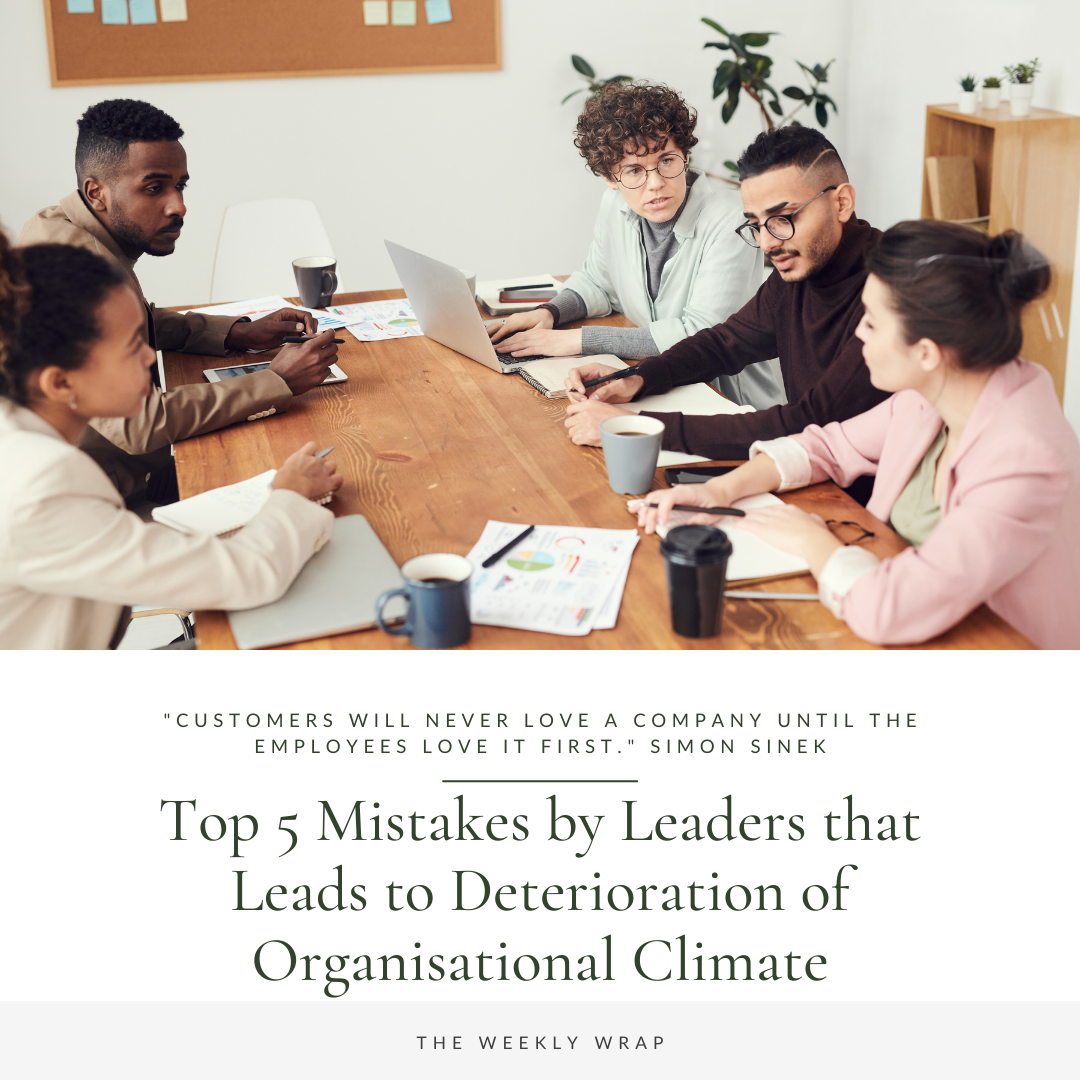 "CUSTOMERS WILL NEVER LOVE A COMPANY UNTIL THE
EMPLOYEES LOVE IT FIRST." SIMON SINEK
Top 5 Mistakes by Leaders that
Leads to Deterioration of
Organisational Climate
THE WEEKLY WRAP